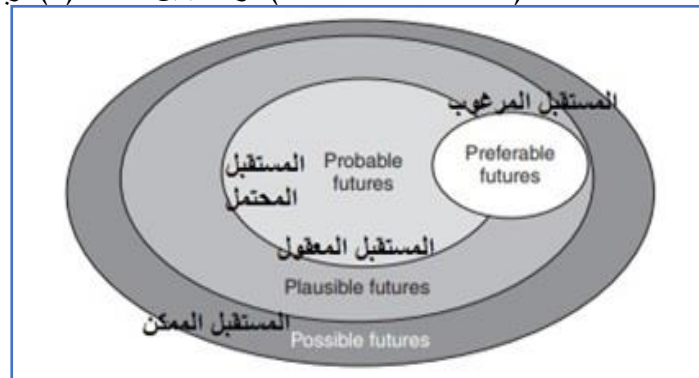 المستقبل المرغوب
Preferable
futures
Probable
futures
المستقبل
المحتمل
المستقبل المعقول
Plausible futures
المستقبل الممكن
Possible futures